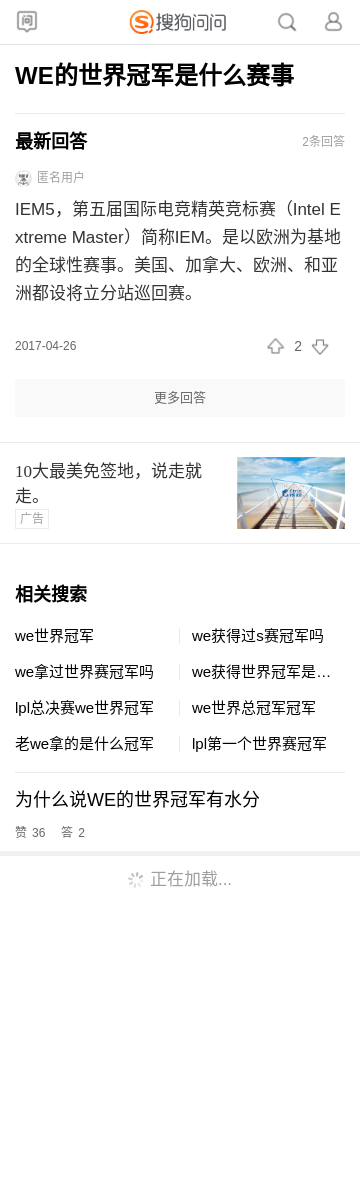 问
搜狗问问
WE的世界冠军是什么赛事
最新回答
2条回答
匿名用户
IEM5，第五届国际电竞精英竞标赛（Intel E
xtreme Master）简称IEM。是以欧洲为基地
的全球性赛事。美国、加拿大、欧洲、和亚
洲都设将立分站巡回赛。
2017-04-26
2
更多回答
10大最美免签地，说走就
走。
广告
相关搜索
we世界冠军
we获得过s赛冠军吗
we拿过世界赛冠军吗
we获得世界冠军是…
lpl总决赛we世界冠军
we世界总冠军冠军
老we拿的是什么冠军
lpl第一个世界赛冠军
为什么说WE的世界冠军有水分
赞 36 答 2
正在加载...